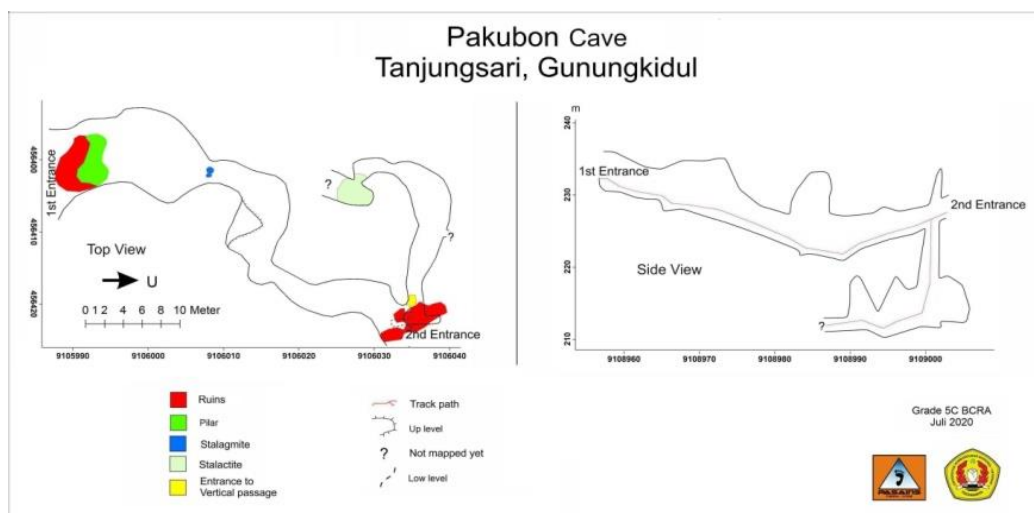 Pakubon Cave
Tanjungsari, Gunungkidul
456400
456410
456420
1st Entrance
?
?
Top View
U
0 1 2 4 6 8 10 Meter
2nd Entrance
9105990
9106000
9106010
9106020
9106030
9106040
m
240
230
220
210
1st Entrance
2nd Entrance
Side View
?
9108960
9108970
9108980
9108990
9109000
Ruins
Pilar
Stalagmite
Stalactite
Entrance to
Vertical passage
Track path
Up level
? Not mapped yet
Low level
Grade 5C BCRA
Juli 2020